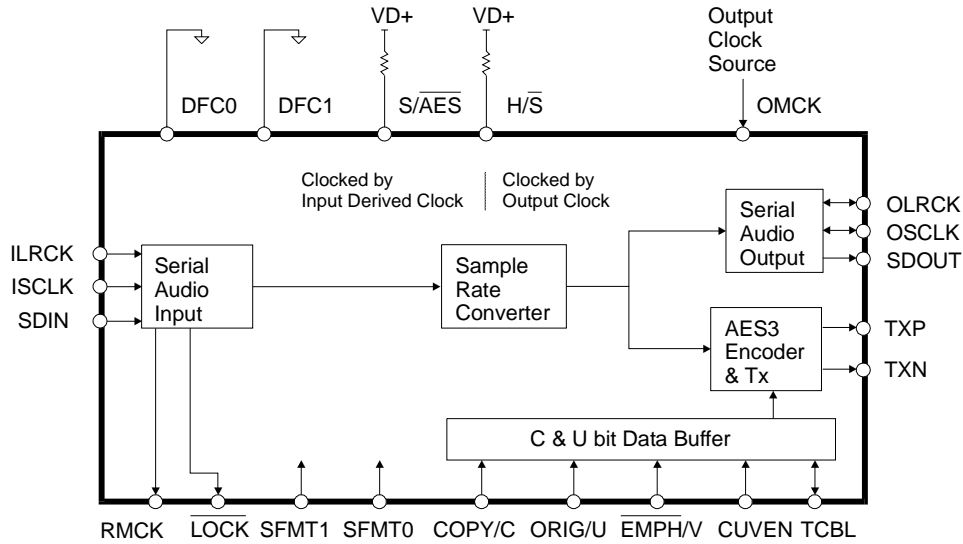 VD+ VD+ Output
Clock
Source
DFC0 DFC1 S/AES H/S OMCK
Clocked by
Input Derived Clock
Clocked by
Output Clock
ILRCK
ISCLK
SDIN
Serial
Audio
Input
Sample
Rate
Converter
Serial
Audio
Output
OLRCK
OSCLK
SDOUT
AES3
Encoder
& Tx
TXP
TXN
C & U bit Data Buffer
RMCK LOCK SFMT1 SFMT0 COPY/C ORIG/U EMPH/V CUVEN TCBL